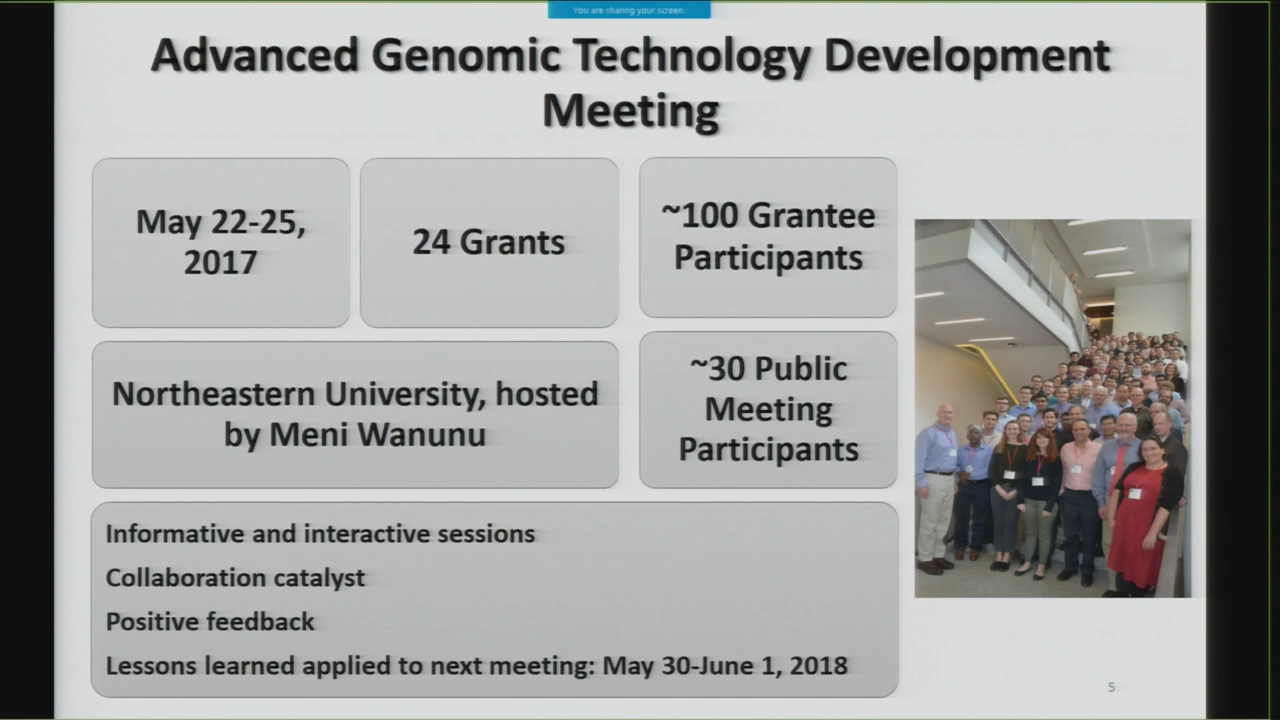 You are sharing your screen.
Advanced Genomic Technology Development
Meeting
May 22-25,
2017
24 Grants
~100 Grantee
Participants
Northeastern University, hosted
by Meni Wanunu
~30 Public
Meeting
Participants
Informative and interactive sessions
Collaboration catalyst
Positive feedback
Lessons learned applied to next meeting: May 30-June 1, 2018
5